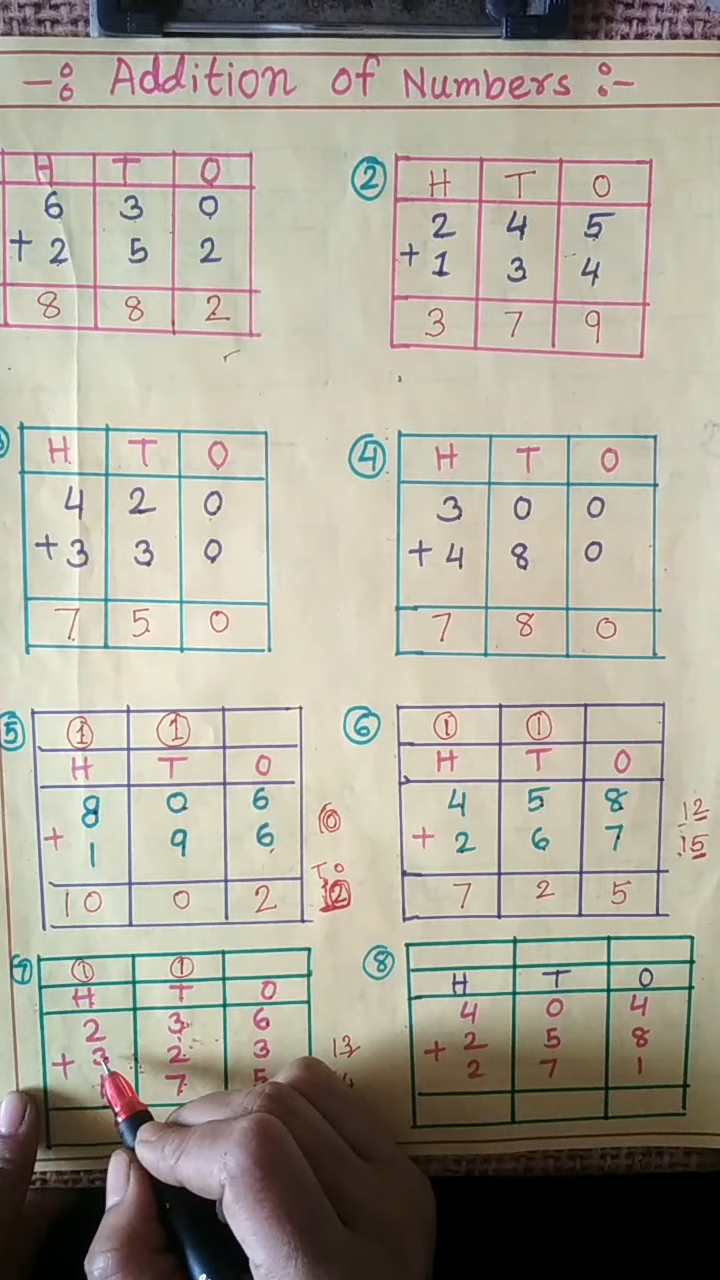 -: Addition of Numbers :-
H T O
6 3 0
+ 2 5 2
8 8 2
2
H T O
2 4 5
+ 1 3 4
3 7 9
H T O
4 2 0
+ 3 3 0
7 5 0
4
H T O
3 0 0
+ 4 8 0
7 8 0
5
1 1
H T O
8 0 6
+ 1 9 6
10 0 2
T O
12
6
1 1
H T O
4 5 8
+ 2 6 7
7 2 5
12
15
7
1 1
H T O
2 3 6
+ 3 2 3
7 5
13
8
H T O
4 0 4
+ 2 5 8
2 7 1